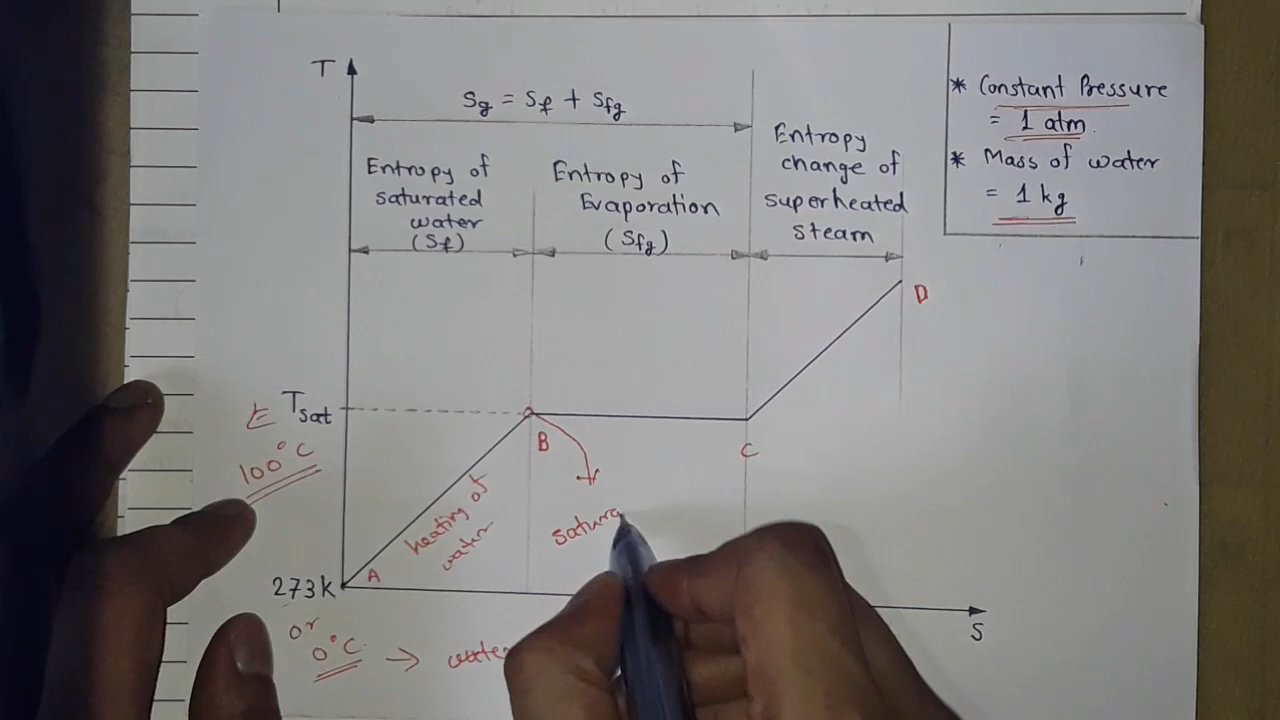 T
Sg = Sf + Sfg
Entropy of
saturated
water
(Sf)
Entropy of
Evaporation
(Sfg)
Entropy
change of
superheated
steam
* Constant Pressure
= 1 atm.
* Mass of water
= 1 kg
D
Tsat
100°C
B
C
heating of
water
A
273K
or
0°C
→ water
S